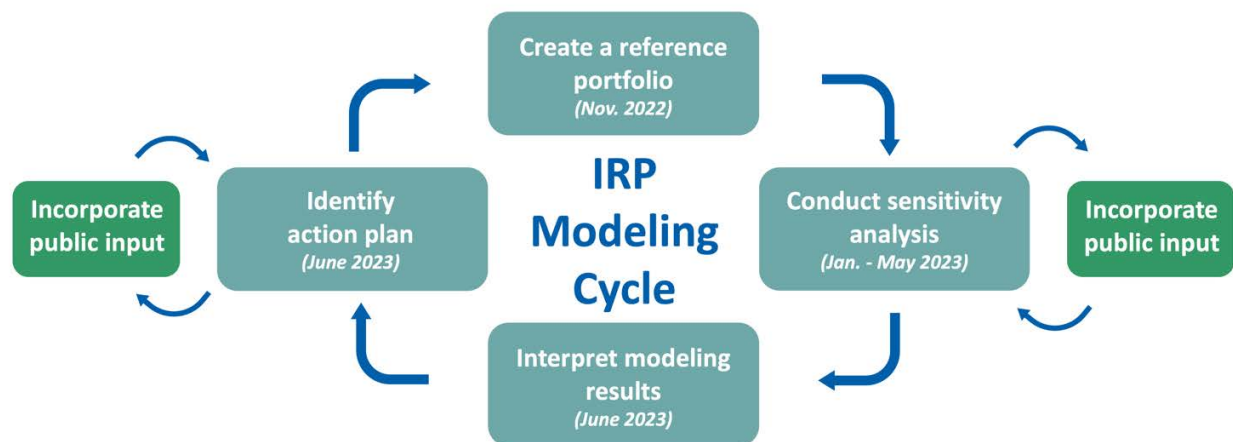 Create a reference
portfolio
(Nov. 2022)
IRP
Modeling
Cycle
Incorporate
public input
Identify
action plan
(June 2023)
Conduct sensitivity
analysis
(Jan. - May 2023)
Incorporate
public input
Interpret modeling
results
(June 2023)